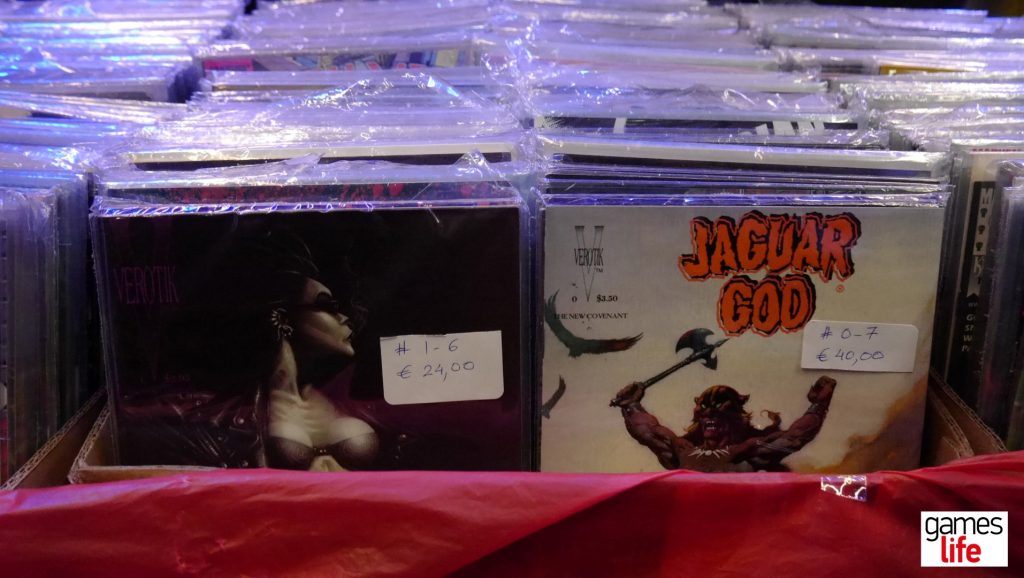 VEROTIK
# 1-6
€ 24,00
VEROTIK™
0 $3.50
THE NEW COVENANT
JAGUAR
GOD®
# 0-7
€ 40,00
games
life